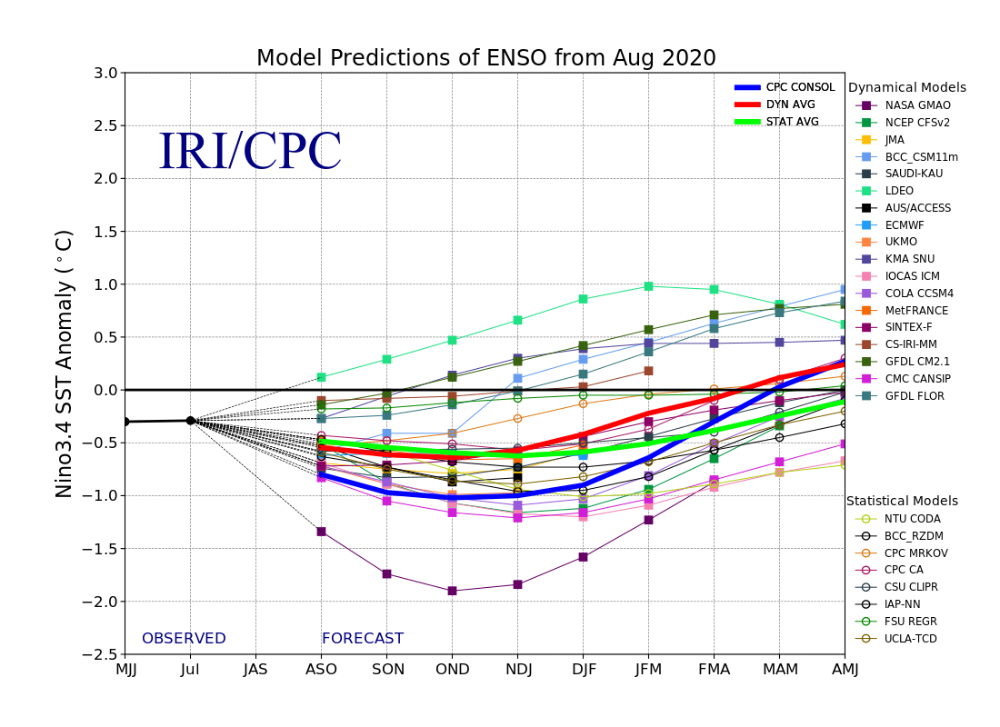 Model Predictions of ENSO from Aug 2020
3.0
2.5
2.0
1.5
1.0
0.5
0.0
−0.5
−1.0
−1.5
−2.0
−2.5
Nino3.4 SST Anomaly (°C)
IRI/CPC
CPC CONSOL
DYN AVG
STAT AVG
OBSERVED
FORECAST
MJJ Jul JAS ASO SON OND NDJ DJF JFM FMA MAM AMJ
Dynamical Models
NASA GMAO
NCEP CFSv2
JMA
BCC_CSM11m
SAUDI-KAU
LDEO
AUS/ACCESS
ECMWF
UKMO
KMA SNU
IOCAS ICM
COLA CCSM4
MetFRANCE
SINTEX-F
CS-IRI-MM
GFDL CM2.1
CMC CANSIP
GFDL FLOR
Statistical Models
NTU CODA
BCC_RZDM
CPC MRKOV
CPC CA
CSU CLIPR
IAP-NN
FSU REGR
UCLA-TCD